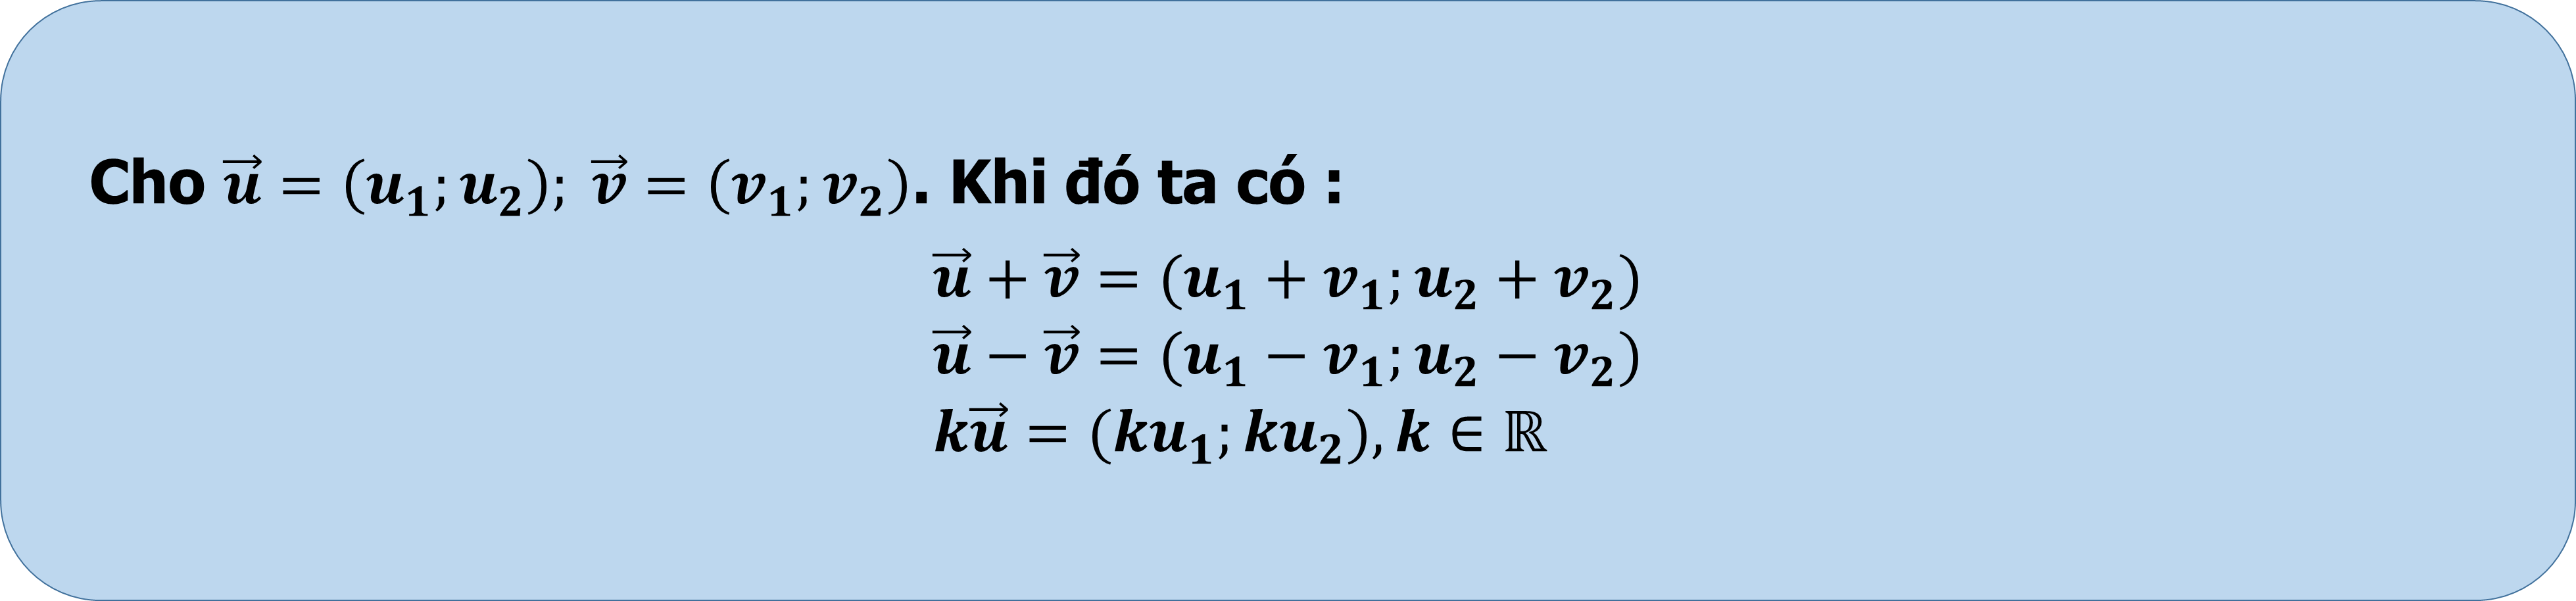 Cho u⃗ = (u₁; u₂); v⃗ = (v₁; v₂). Khi đó ta có :
u⃗ + v⃗ = (u₁ + v₁; u₂ + v₂)
u⃗ − v⃗ = (u₁ − v₁; u₂ − v₂)
ku⃗ = (ku₁; ku₂), k ∈ ℝ